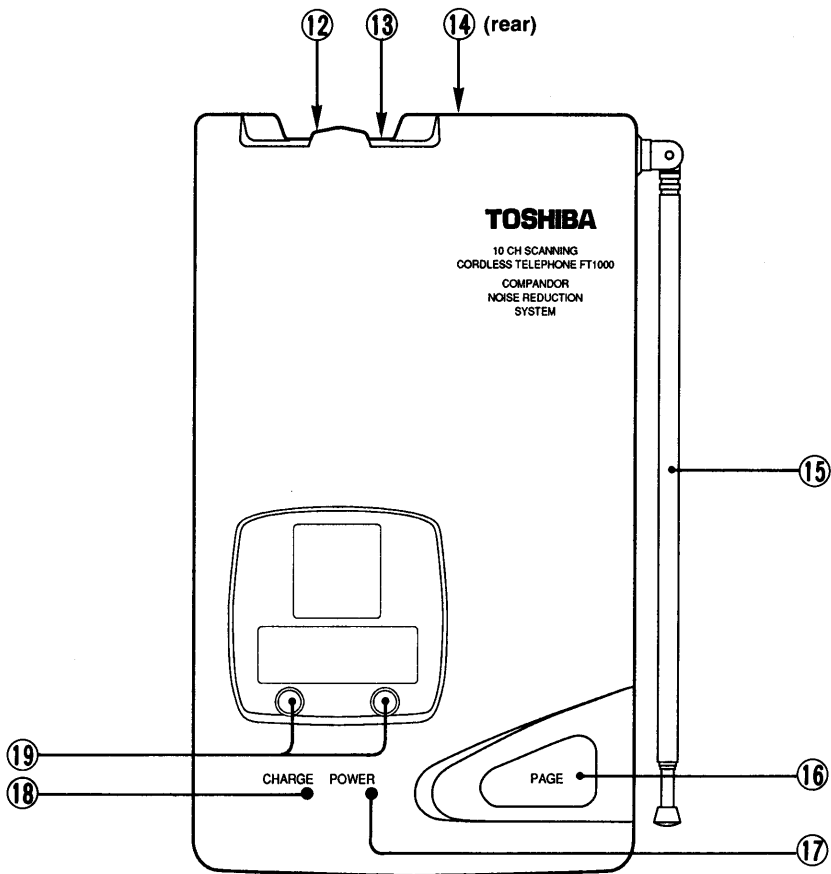 ⑫ ⑬ ⑭ (rear)
TOSHIBA
10 CH SCANNING
CORDLESS TELEPHONE FT1000
COMPANDOR
NOISE REDUCTION
SYSTEM
⑮
⑲
CHARGE POWER
PAGE
⑯
⑱
⑰